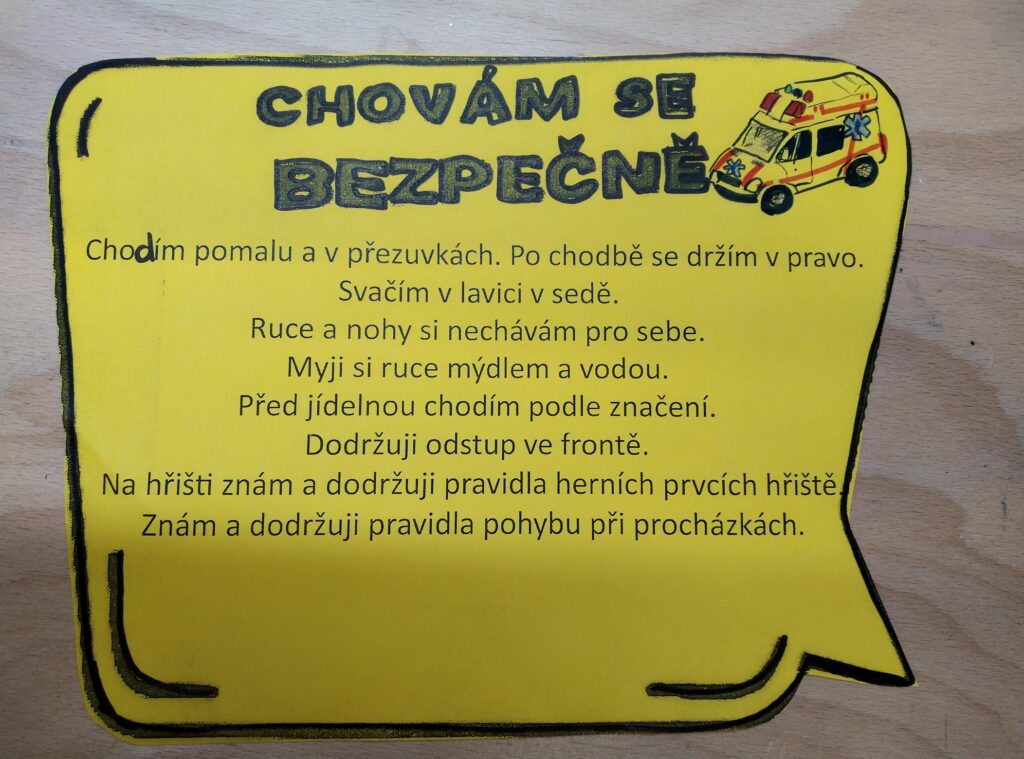 CHOVÁM SE
BEZPEČNĚ
Chodím pomalu a v přezuvkách. Po chodbě se držím v pravo.
Svačím v lavici v sedě.
Ruce a nohy si nechávám pro sebe.
Myji si ruce mýdlem a vodou.
Před jídelnou chodím podle značení.
Dodržuji odstup ve frontě.
Na hřišti znám a dodržuji pravidla herních prvcích hřiště.
Znám a dodržuji pravidla pohybu při procházkách.